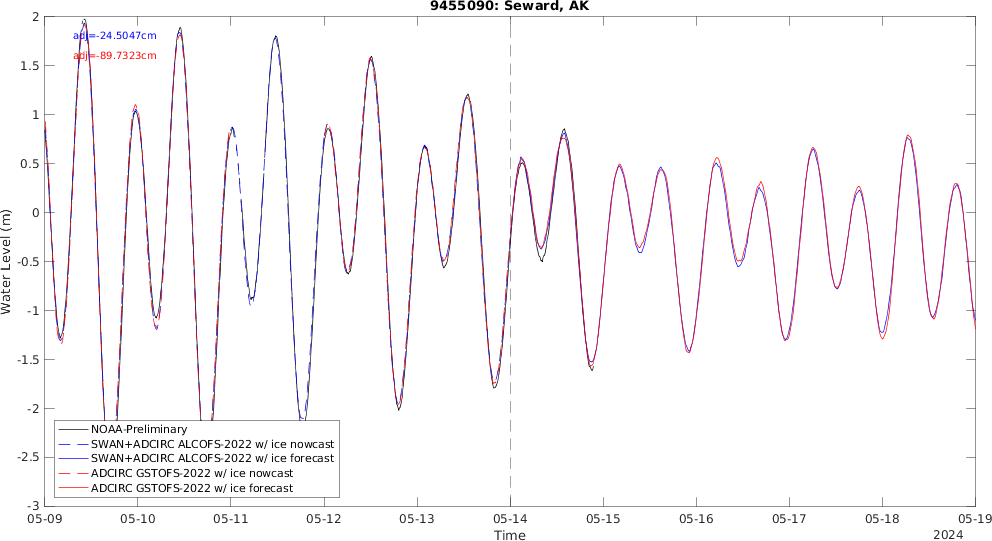 9455090: Seward, AK
adj=-24.5047cm
adj=-89.7323cm
2
1.5
1
0.5
0
-0.5
-1
-1.5
-2
-2.5
-3
Water Level (m)
NOAA-Preliminary
SWAN+ADCIRC ALCOFS-2022 w/ ice nowcast
SWAN+ADCIRC ALCOFS-2022 w/ ice forecast
ADCIRC GSTOFS-2022 w/ ice nowcast
ADCIRC GSTOFS-2022 w/ ice forecast
05-09 05-10 05-11 05-12 05-13 05-14 05-15 05-16 05-17 05-18 05-19
Time
2024